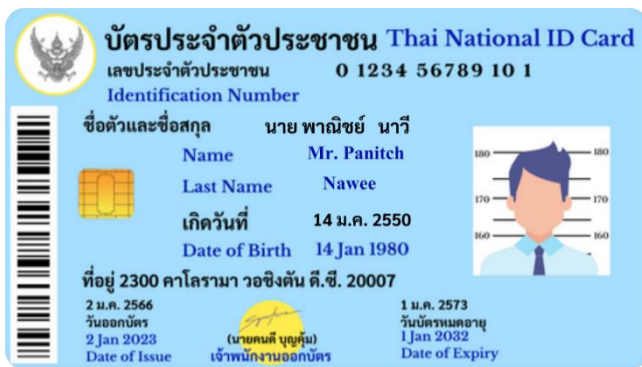 บัตรประจำตัวประชาชน Thai National ID Card
เลขประจำตัวประชาชน 0 1234 56789 10 1
Identification Number
ชื่อตัวและชื่อสกุล นาย พาณิชย์ นาวี
Name Mr. Panitch
Last Name Nawee
เกิดวันที่ 14 ม.ค. 2550
Date of Birth 14 Jan 1980
ที่อยู่ 2300 คาโลรามา วอชิงตัน ดี.ซี. 20007
2 ม.ค. 2566
วันออกบัตร
2 Jan 2023
Date of Issue
(นายคนดี บุญคุ้ม)
เจ้าพนักงานออกบัตร
1 ม.ค. 2573
วันบัตรหมดอายุ
1 Jan 2032
Date of Expiry
180 180
170 170
160 160